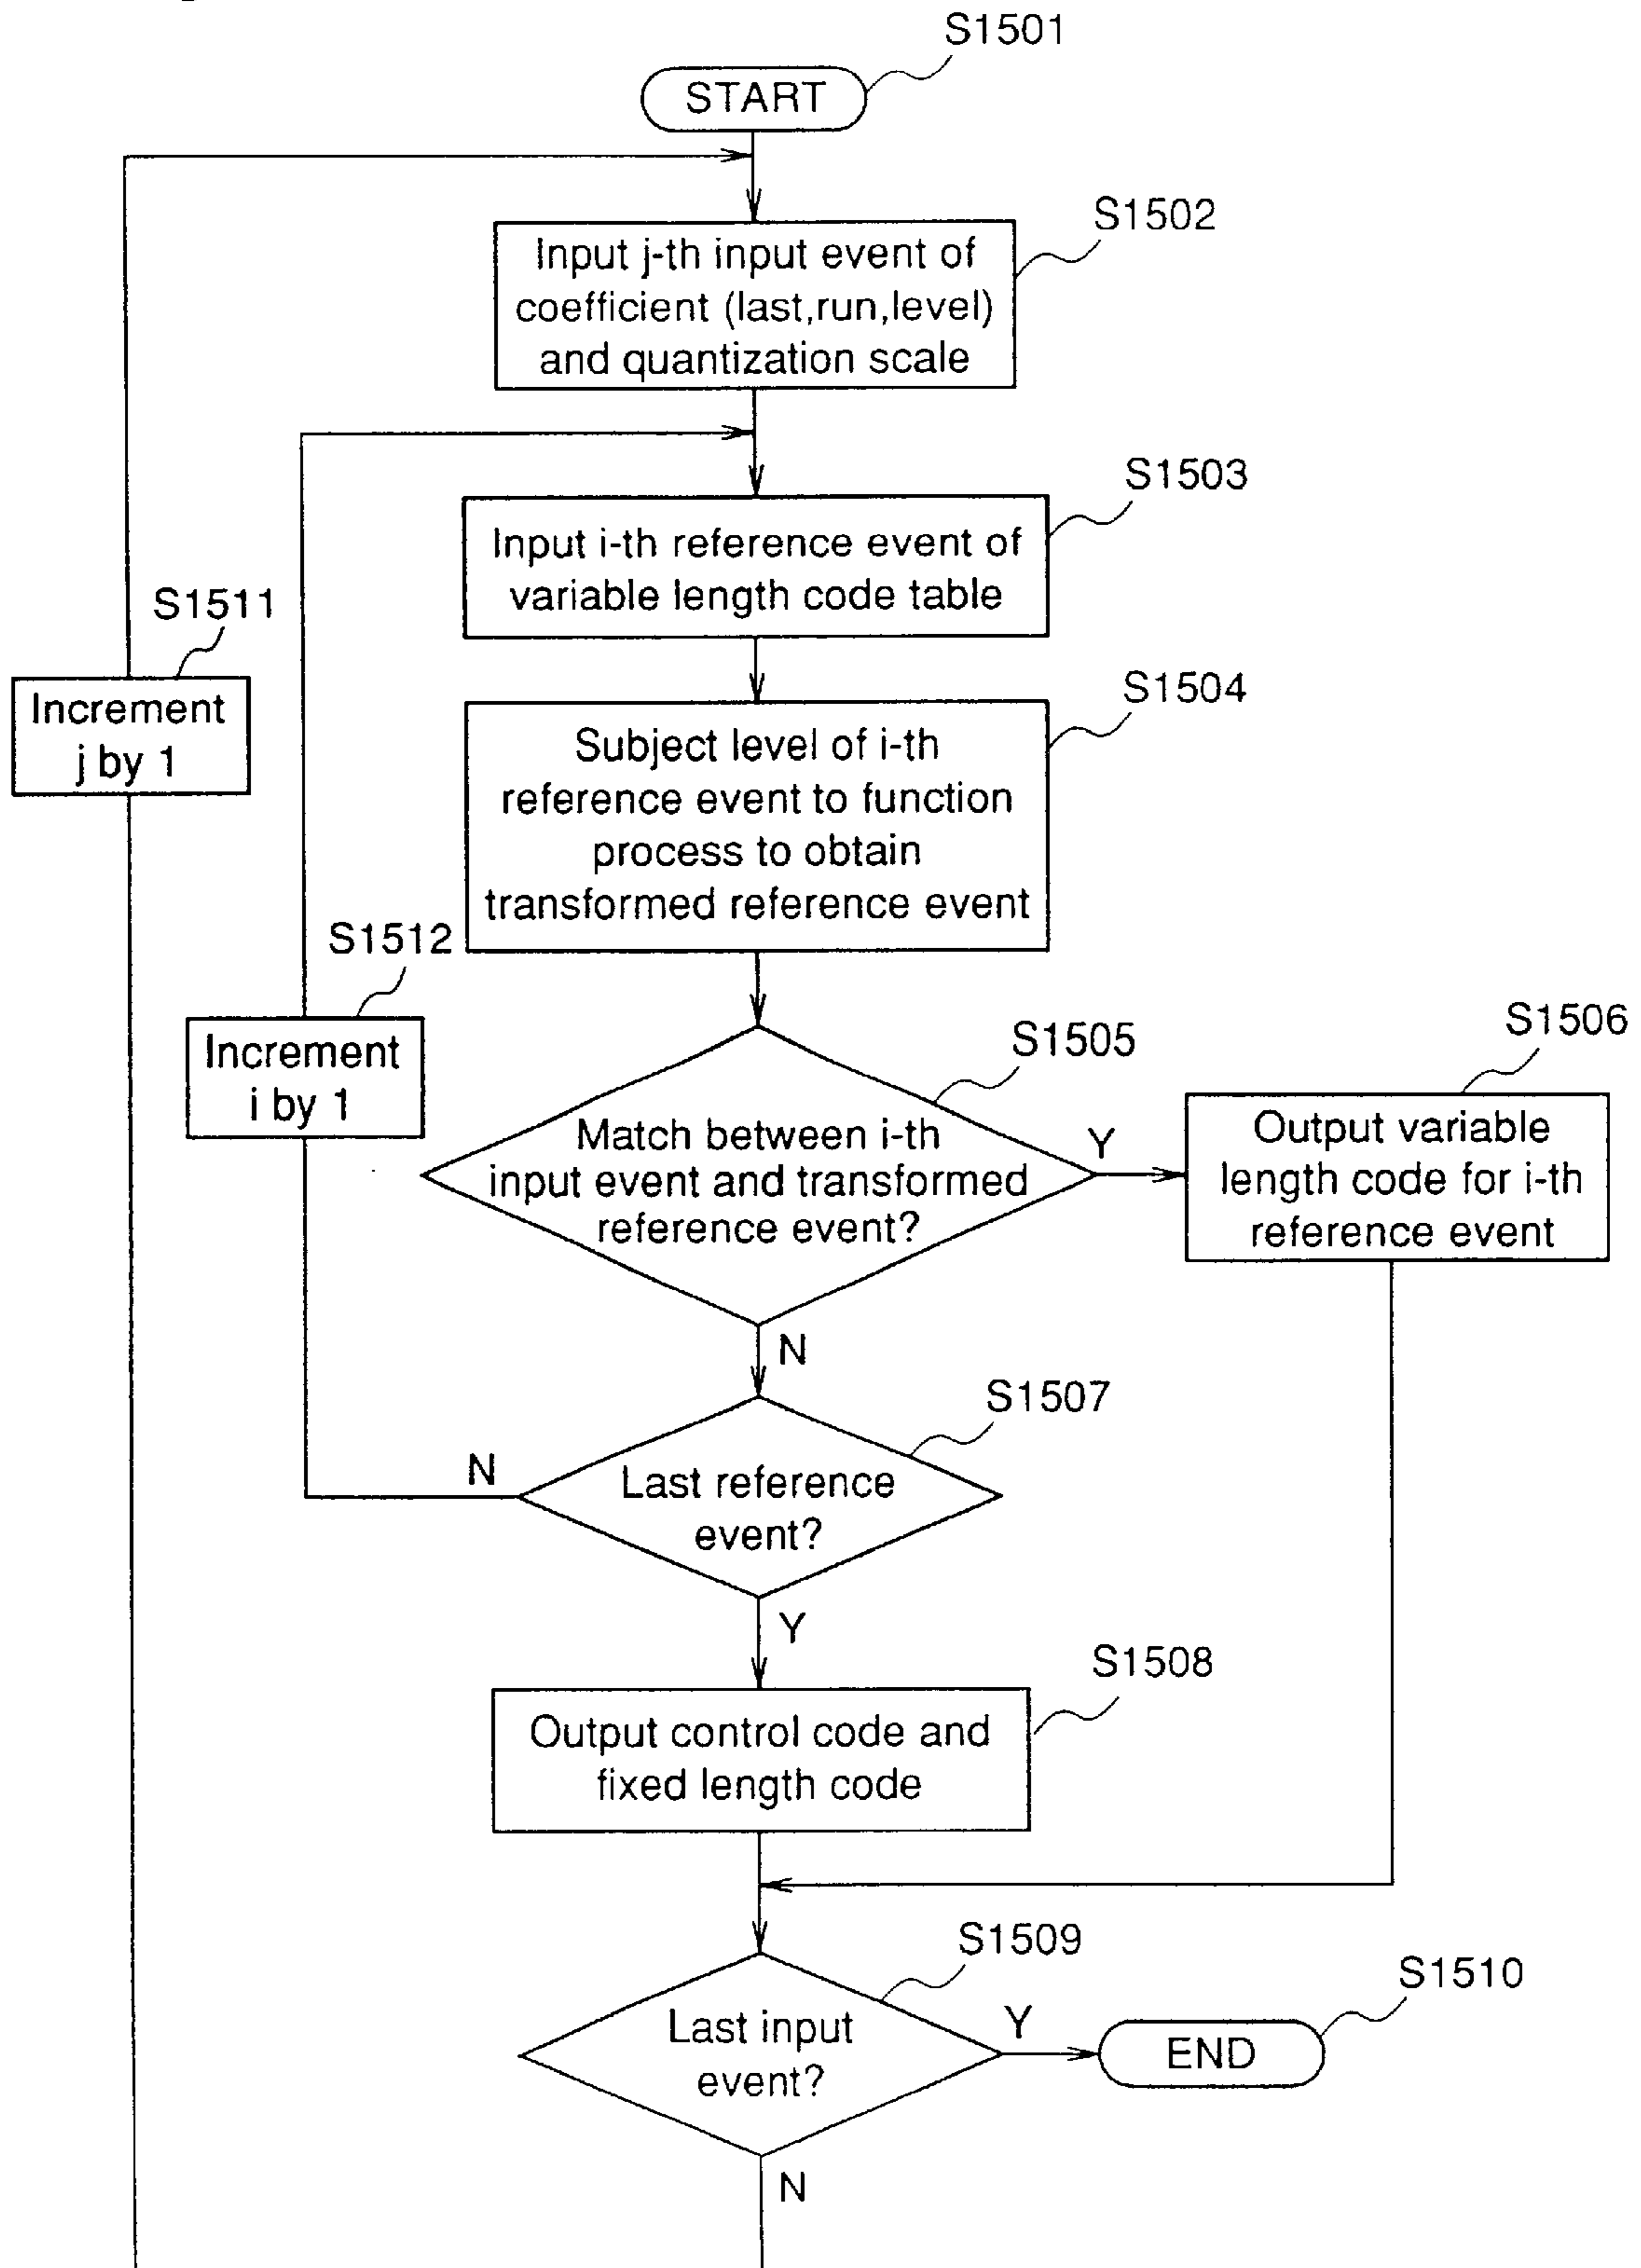 S1501
START
S1502
Input j-th input event of
coefficient (last,run,level)
and quantization scale
S1503
Input i-th reference event of
variable length code table
S1511
Increment
j by 1
S1504
Subject level of i-th
reference event to function
process to obtain
transformed reference event
S1512
Increment
i by 1
S1505
Match between i-th
input event and transformed
reference event?
Y
S1506
Output variable
length code for i-th
reference event
N
S1507
Last reference
event?
N
Y
S1508
Output control code and
fixed length code
S1509
Last input
event?
Y
S1510
END
N